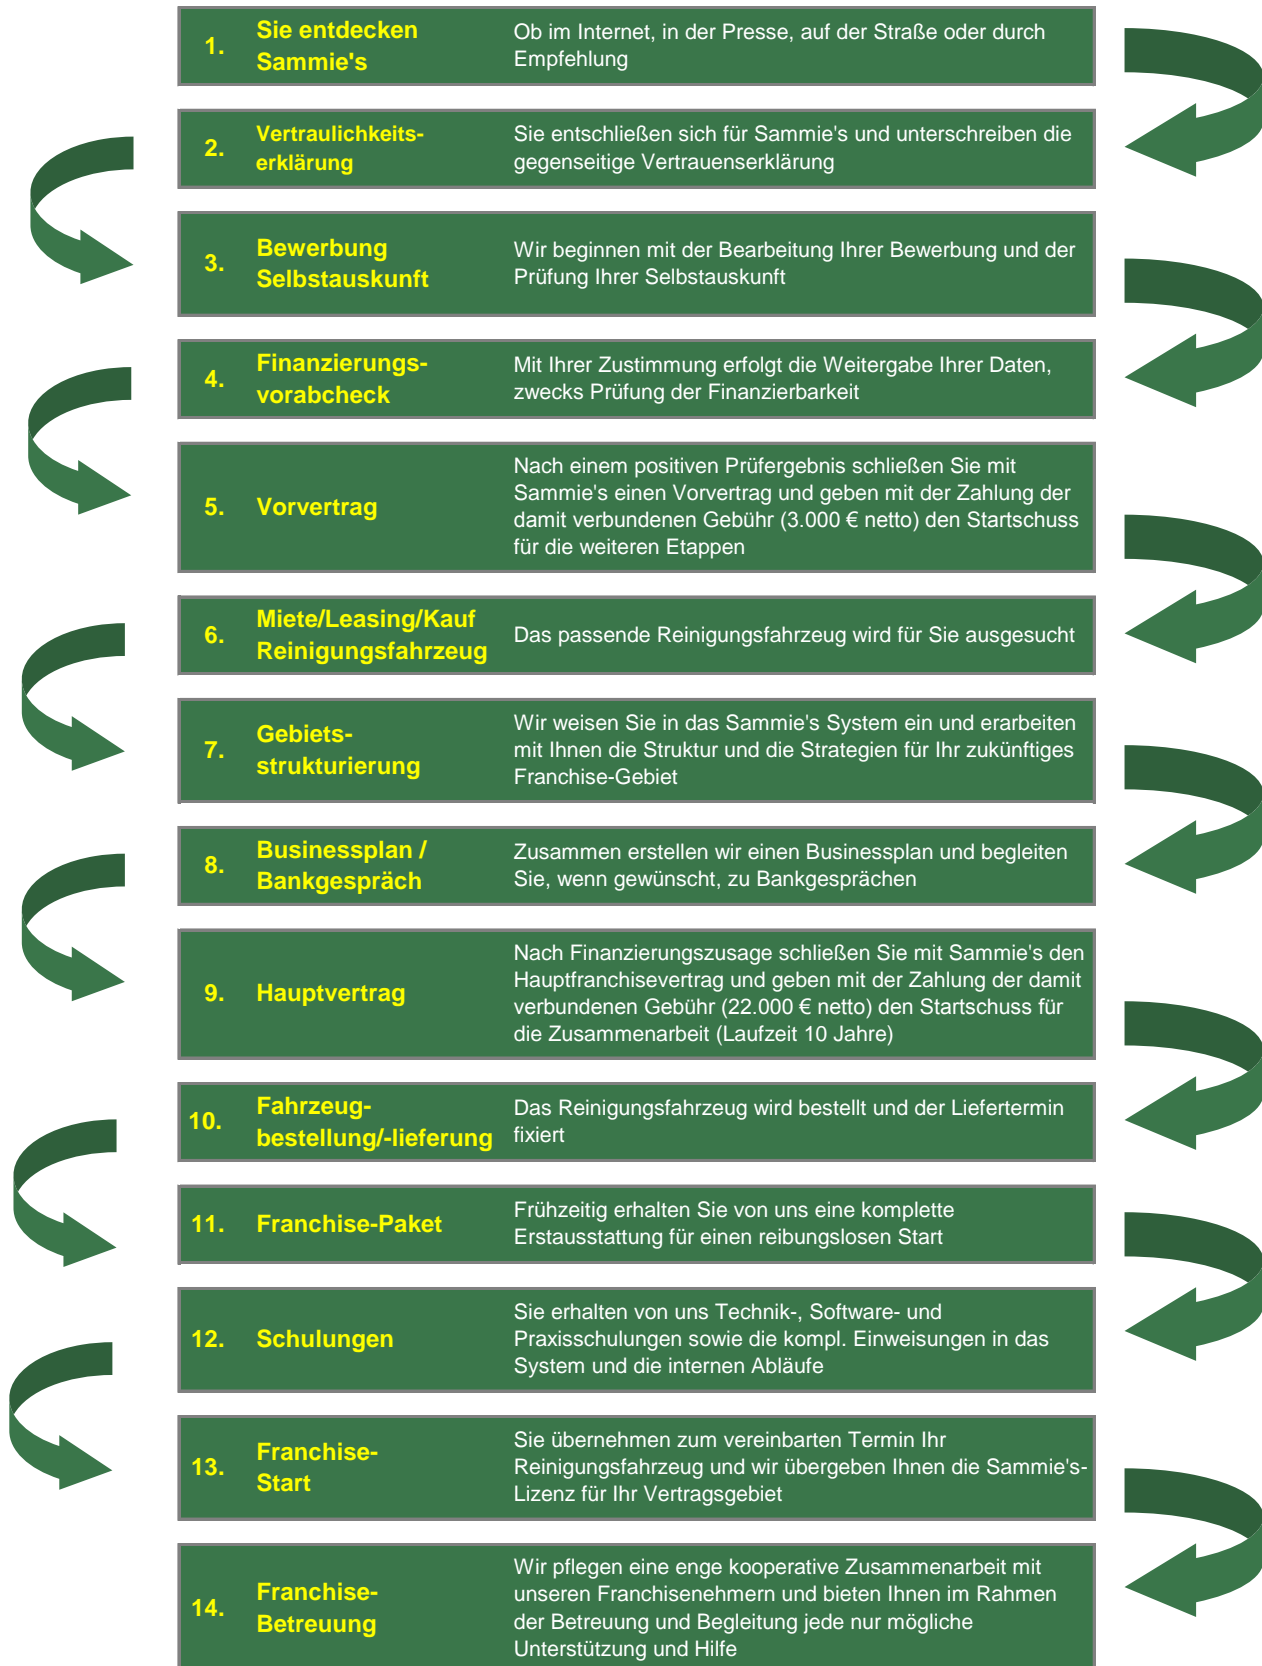 1.
Sie entdecken
Sammie's
Ob im Internet, in der Presse, auf der Straße oder durch
Empfehlung
2.
Vertraulichkeits-
erklärung
Sie entschließen sich für Sammie's und unterschreiben die
gegenseitige Vertrauenserklärung
3.
Bewerbung
Selbstauskunft
Wir beginnen mit der Bearbeitung Ihrer Bewerbung und der
Prüfung Ihrer Selbstauskunft
4.
Finanzierungs-
vorabcheck
Mit Ihrer Zustimmung erfolgt die Weitergabe Ihrer Daten,
zwecks Prüfung der Finanzierbarkeit
5.
Vorvertrag
Nach einem positiven Prüfergebnis schließen Sie mit
Sammie's einen Vorvertrag und geben mit der Zahlung der
damit verbundenen Gebühr (3.000 € netto) den Startschuss
für die weiteren Etappen
6.
Miete/Leasing/Kauf
Reinigungsfahrzeug
Das passende Reinigungsfahrzeug wird für Sie ausgesucht
7.
Gebiets-
strukturierung
Wir weisen Sie in das Sammie's System ein und erarbeiten
mit Ihnen die Struktur und die Strategien für Ihr zukünftiges
Franchise-Gebiet
8.
Businessplan /
Bankgespräch
Zusammen erstellen wir einen Businessplan und begleiten
Sie, wenn gewünscht, zu Bankgesprächen
9.
Hauptvertrag
Nach Finanzierungszusage schließen Sie mit Sammie's den
Hauptfranchisevertrag und geben mit der Zahlung der damit
verbundenen Gebühr (22.000 € netto) den Startschuss für
die Zusammenarbeit (Laufzeit 10 Jahre)
10.
Fahrzeug-
bestellung/-lieferung
Das Reinigungsfahrzeug wird bestellt und der Liefertermin
fixiert
11.
Franchise-Paket
Frühzeitig erhalten Sie von uns eine komplette
Erstausstattung für einen reibungslosen Start
12.
Schulungen
Sie erhalten von uns Technik-, Software- und
Praxisschulungen sowie die kompl. Einweisungen in das
System und die internen Abläufe
13.
Franchise-
Start
Sie übernehmen zum vereinbarten Termin Ihr
Reinigungsfahrzeug und wir übergeben Ihnen die Sammie's-
Lizenz für Ihr Vertragsgebiet
14.
Franchise-
Betreuung
Wir pflegen eine enge kooperative Zusammenarbeit mit
unseren Franchisenehmern und bieten Ihnen im Rahmen
der Betreuung und Begleitung jede nur mögliche
Unterstützung und Hilfe